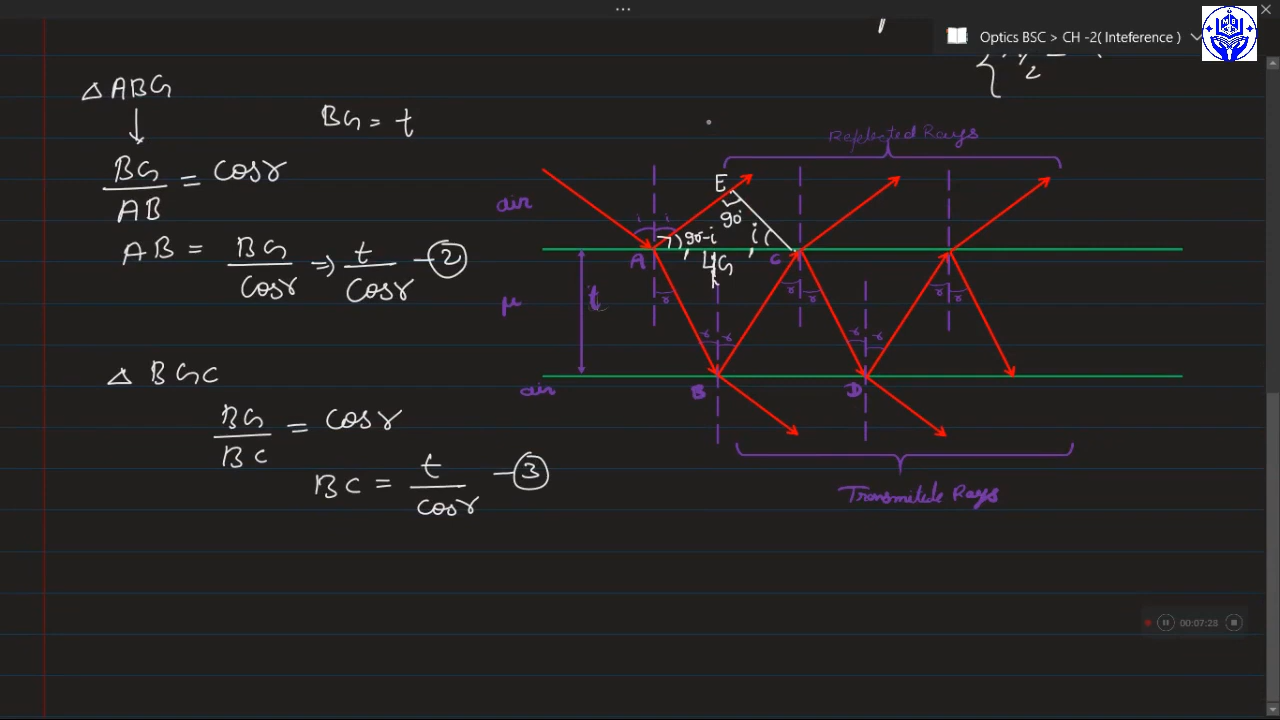 Optics BSC > CH -2( Inteference )
△ ABG
BG = t
BG/AB = cosr
AB = BG/cosr ⇒ t/cosr -②
△ BGC
BG/BC = cosr
BC = t/cosr -③
Reflected Rays
air
i i
E
90
90-i
i
A
G
C
μ
t
r
r r
r r
r r
r r
r r
air
B
D
Transmitute Rays
00:07:28